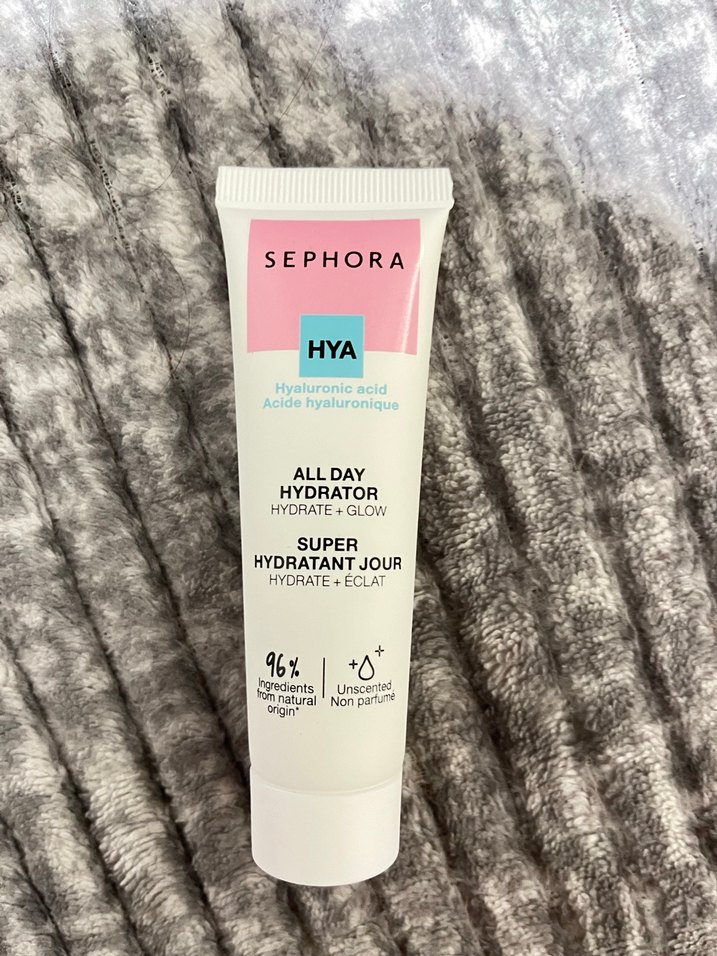 SEPHORA
HYA
Hyaluronic acid
Acide hyaluronique
ALL DAY
HYDRATOR
HYDRATE + GLOW
SUPER
HYDRATANT JOUR
HYDRATE + ÉCLAT
96%
Ingredients
from natural
origin*
Unscented
Non parfumé